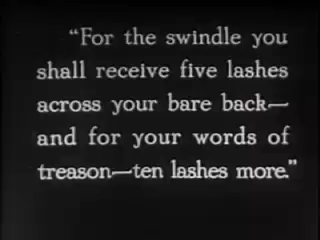 “For the swindle you
shall receive five lashes
across your bare back—
and for your words of
treason—ten lashes more.”